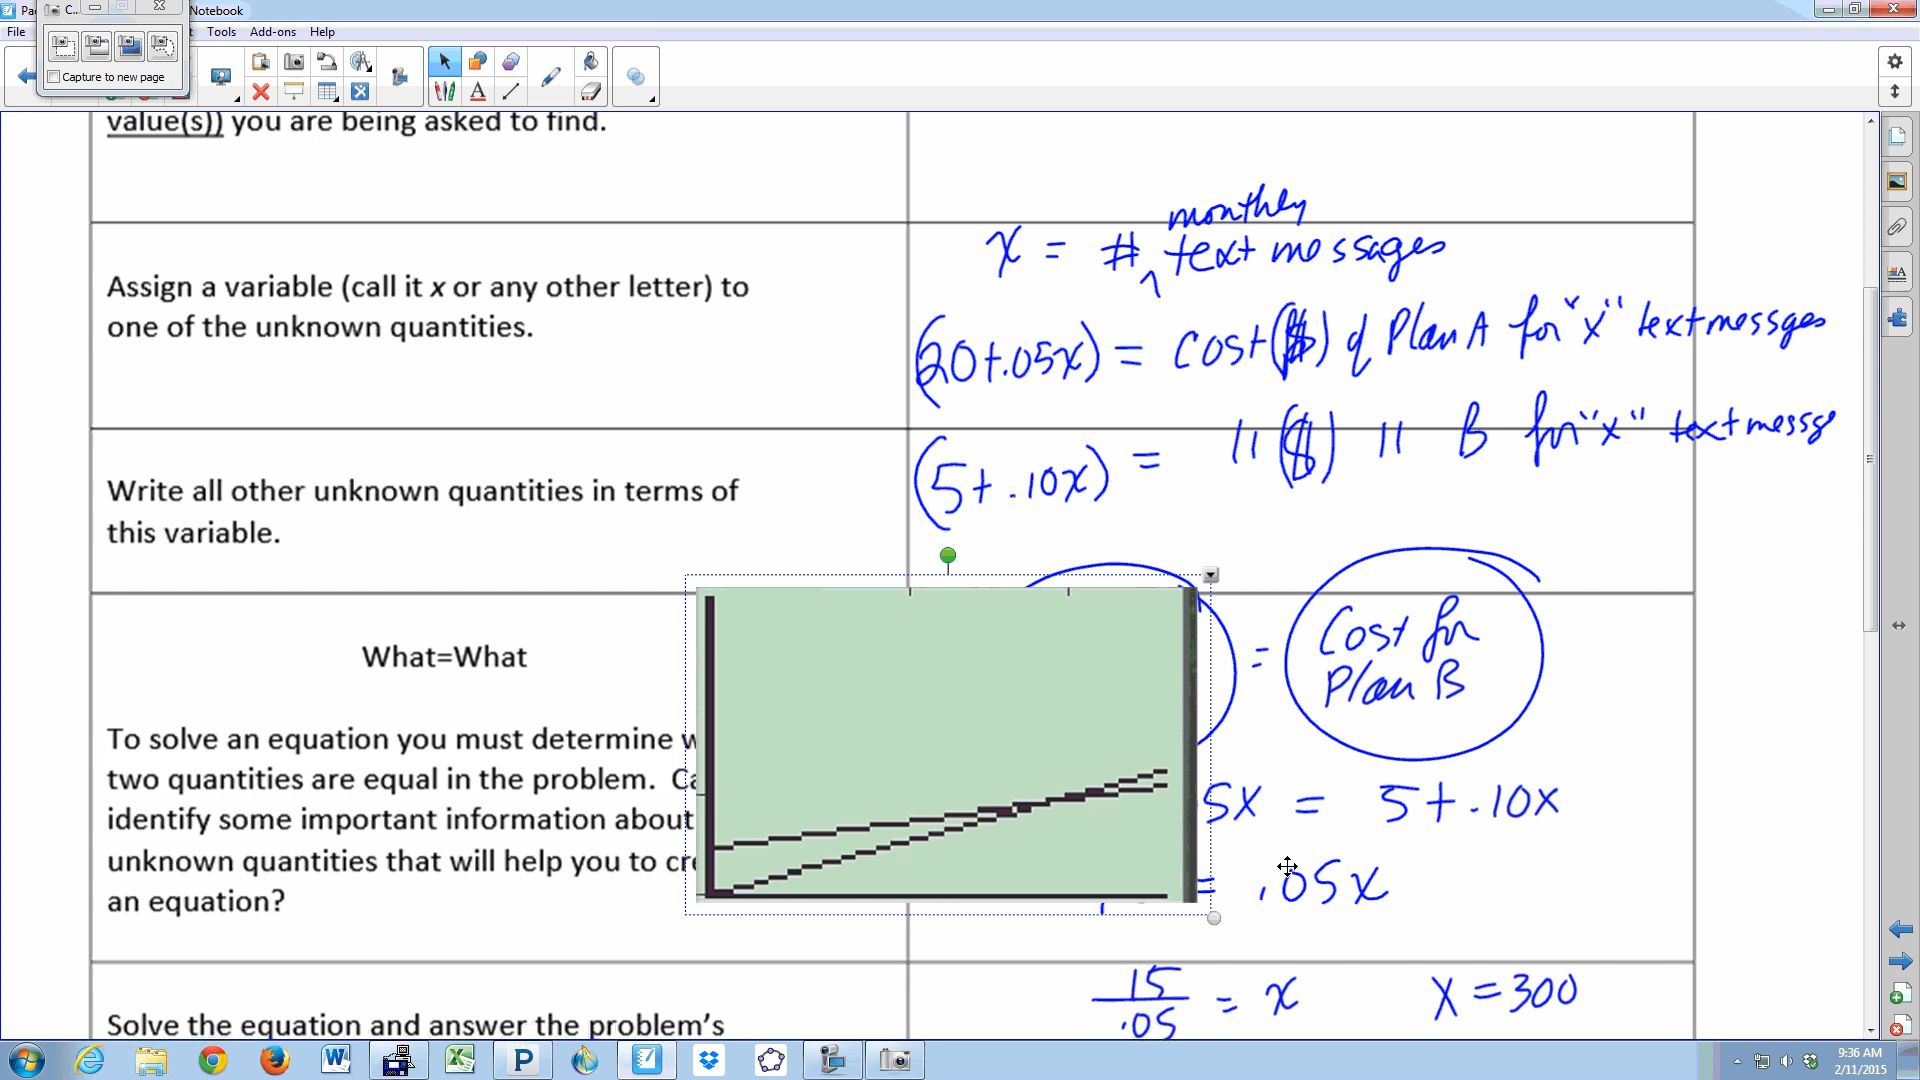 Pa
C..
Notebook
File
t
Tools
Add-ons
Help
Capture to new page
value(s)) you are being asked to find.
monthly
x = # ^ text messages
Assign a variable (call it x or any other letter) to
one of the unknown quantities.
(20+.05x) = Cost($) of Plan A for "x" text messges
(5+.10x) = " ($) " B for "x" text messg
Write all other unknown quantities in terms of
this variable.
What=What
= Cost for
Plan B
To solve an equation you must determine w
two quantities are equal in the problem. Ca
identify some important information about
unknown quantities that will help you to cre
an equation?
5x = 5+.10x
= .05x
15/.05 = x
x = 300
Solve the equation and answer the problem's
9:36 AM
2/11/2015